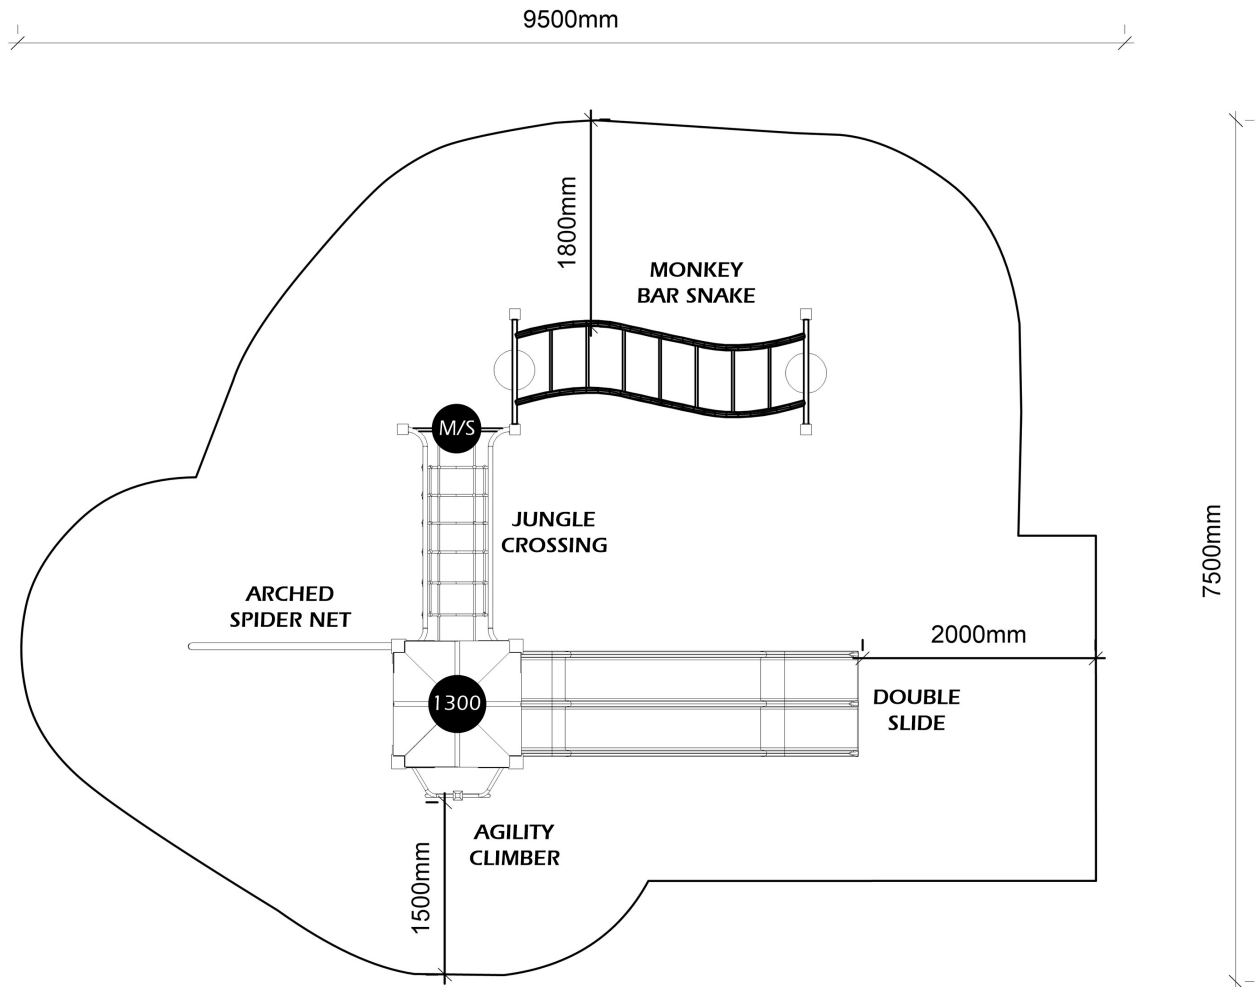 9500mm
1800mm
MONKEY
BAR SNAKE
M/S
JUNGLE
CROSSING
7500mm
ARCHED
SPIDER NET
2000mm
1300
DOUBLE
SLIDE
AGILITY
CLIMBER
1500mm